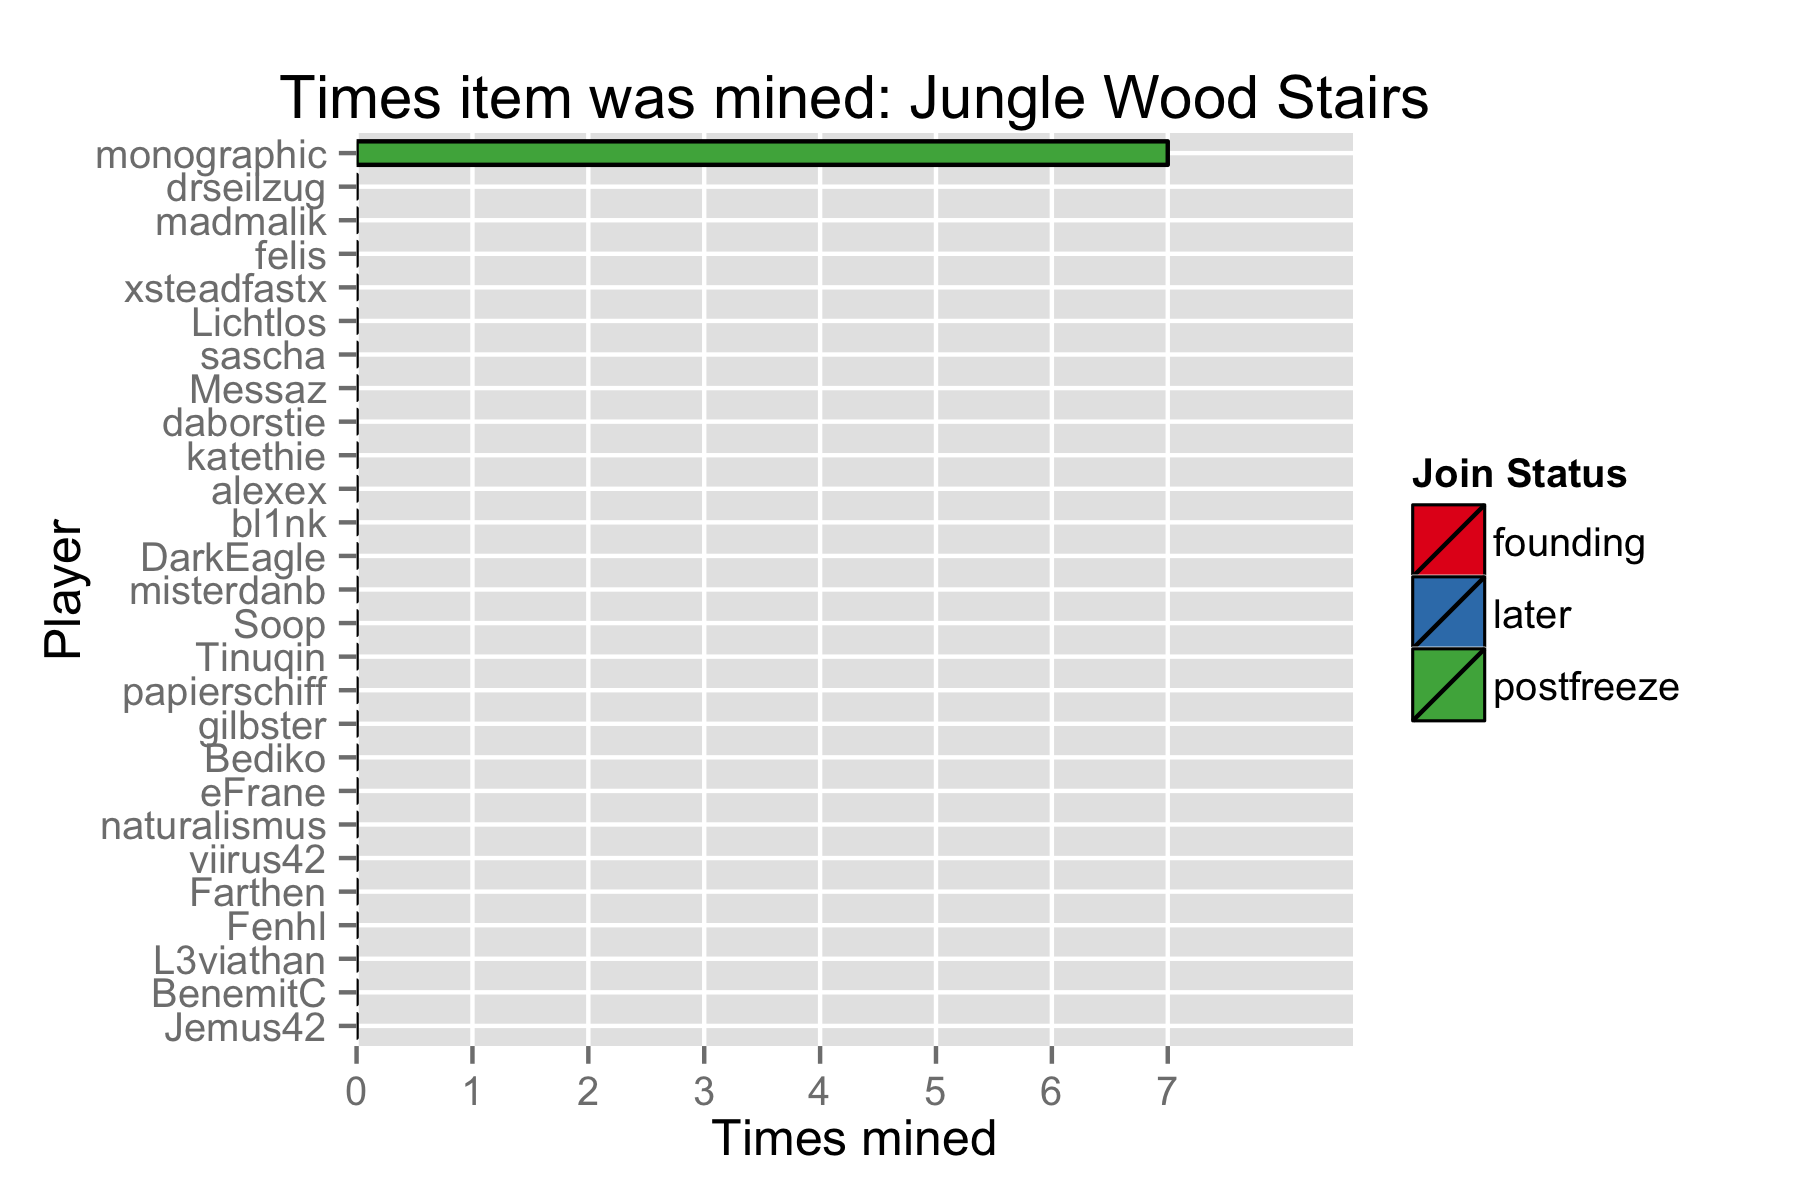 Times item was mined: Jungle Wood Stairs
monographic
drseilzug
madmalik
felis
xsteadfastx
Lichtlos
sascha
Messaz
daborstie
katethie
alexex
bl1nk
DarkEagle
misterdanb
Soop
Tinuqin
papierschiff
gilbster
Bediko
eFrane
naturalismus
viirus42
Farthen
Fenhl
L3viathan
BenemitC
Jemus42
Player
0 1 2 3 4 5 6 7
Times mined
Join Status
founding
later
postfreeze